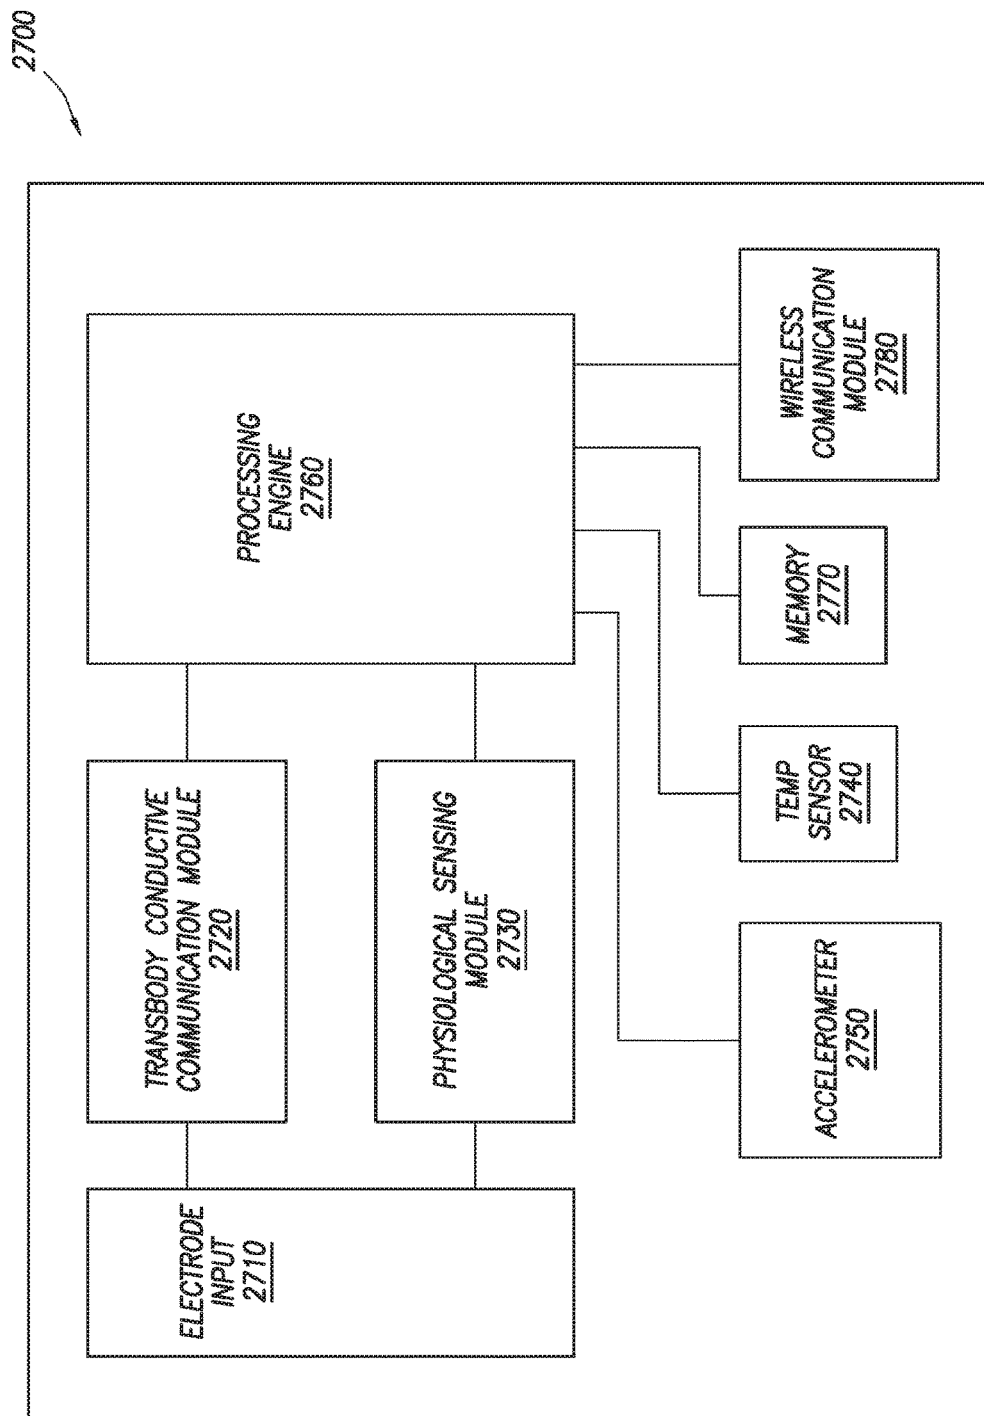 2700
ELECTRODE
INPUT
2710
TRANSBODY CONDUCTIVE
COMMUNICATION MODULE
2720
PHYSIOLOGICAL SENSING
MODULE
2730
PROCESSING
ENGINE
2760
ACCELEROMETER
2750
TEMP
SENSOR
2740
MEMORY
2770
WIRELESS
COMMUNICATION
MODULE
2780